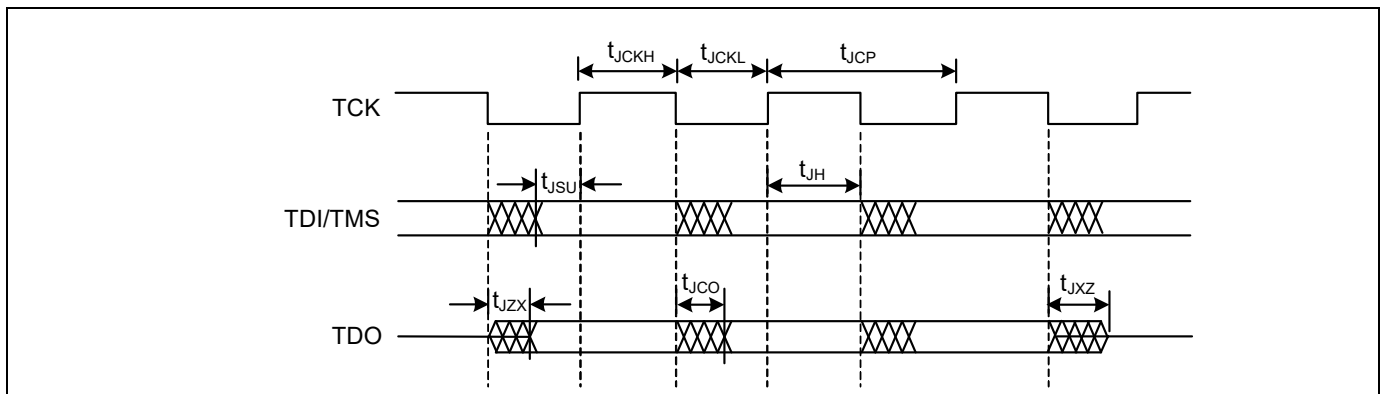 tJCKH tJCKL tJCP
TCK
tJSU tJH
TDI/TMS
tJZX tJCO tJXZ
TDO